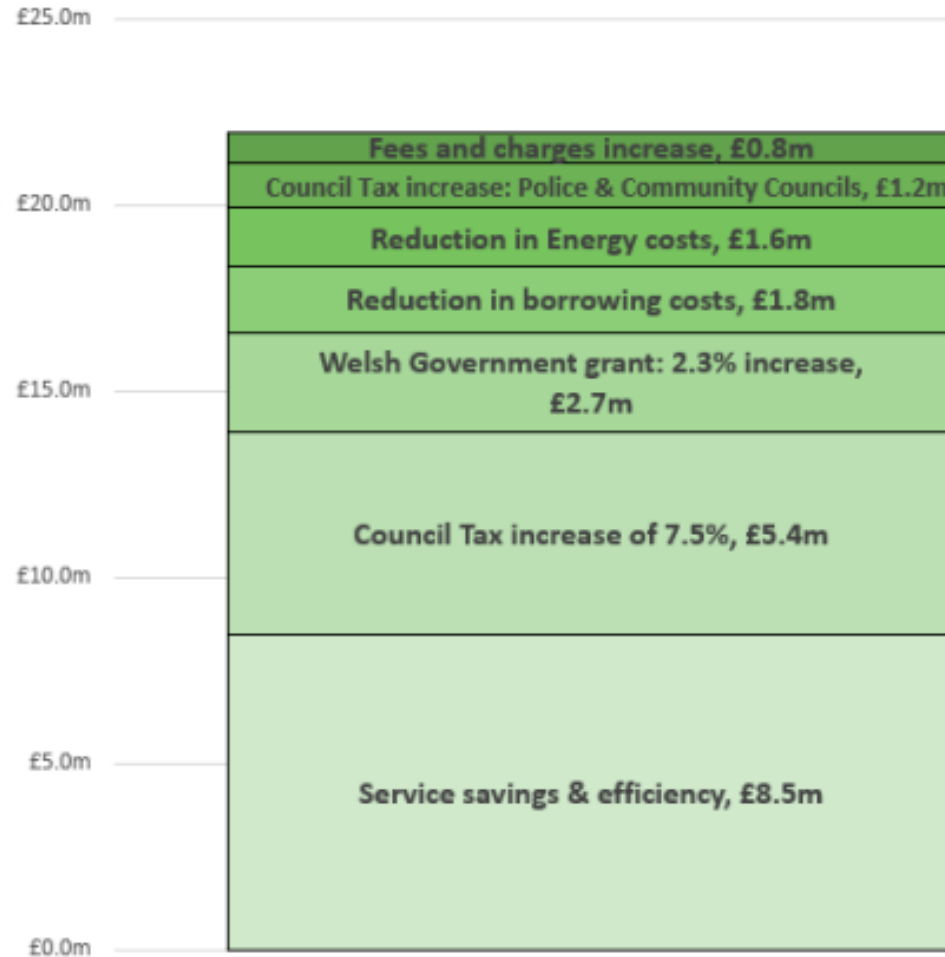 £25.0m
Fees and charges increase, £0.8m
Council Tax increase: Police & Community Councils, £1.2m
£20.0m
Reduction in Energy costs, £1.6m
Reduction in borrowing costs, £1.8m
Welsh Government grant: 2.3% increase,
£2.7m
£15.0m
Council Tax increase of 7.5%, £5.4m
£10.0m
£5.0m
Service savings & efficiency, £8.5m
£0.0m